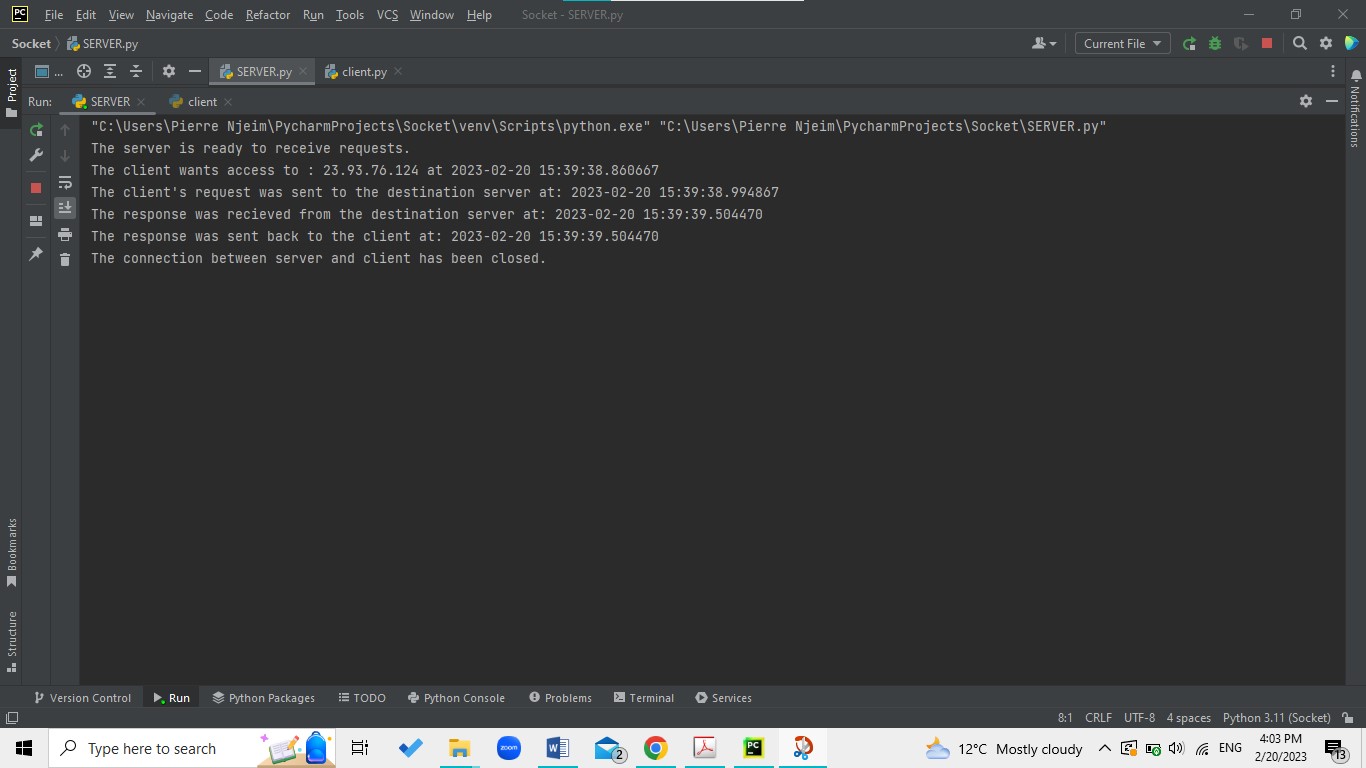 PC File Edit View Navigate Code Refactor Run Tools VCS Window Help Socket - SERVER.py
Socket SERVER.py Current File
... SERVER.py client.py
Project
Notifications
Run: SERVER client
"C:\Users\Pierre Njeim\PycharmProjects\Socket\venv\Scripts\python.exe" "C:\Users\Pierre Njeim\PycharmProjects\Socket\SERVER.py"
The server is ready to receive requests.
The client wants access to : 23.93.76.124 at 2023-02-20 15:39:38.860667
The client's request was sent to the destination server at: 2023-02-20 15:39:38.994867
The response was recieved from the destination server at: 2023-02-20 15:39:39.504470
The response was sent back to the client at: 2023-02-20 15:39:39.504470
The connection between server and client has been closed.
Bookmarks
Structure
Version Control Run Python Packages TODO Python Console Problems Terminal Services
8:1 CRLF UTF-8 4 spaces Python 3.11 (Socket)
Type here to search zoom W 2 PC 12°C Mostly cloudy ENG 4:03 PM
2/20/2023 13